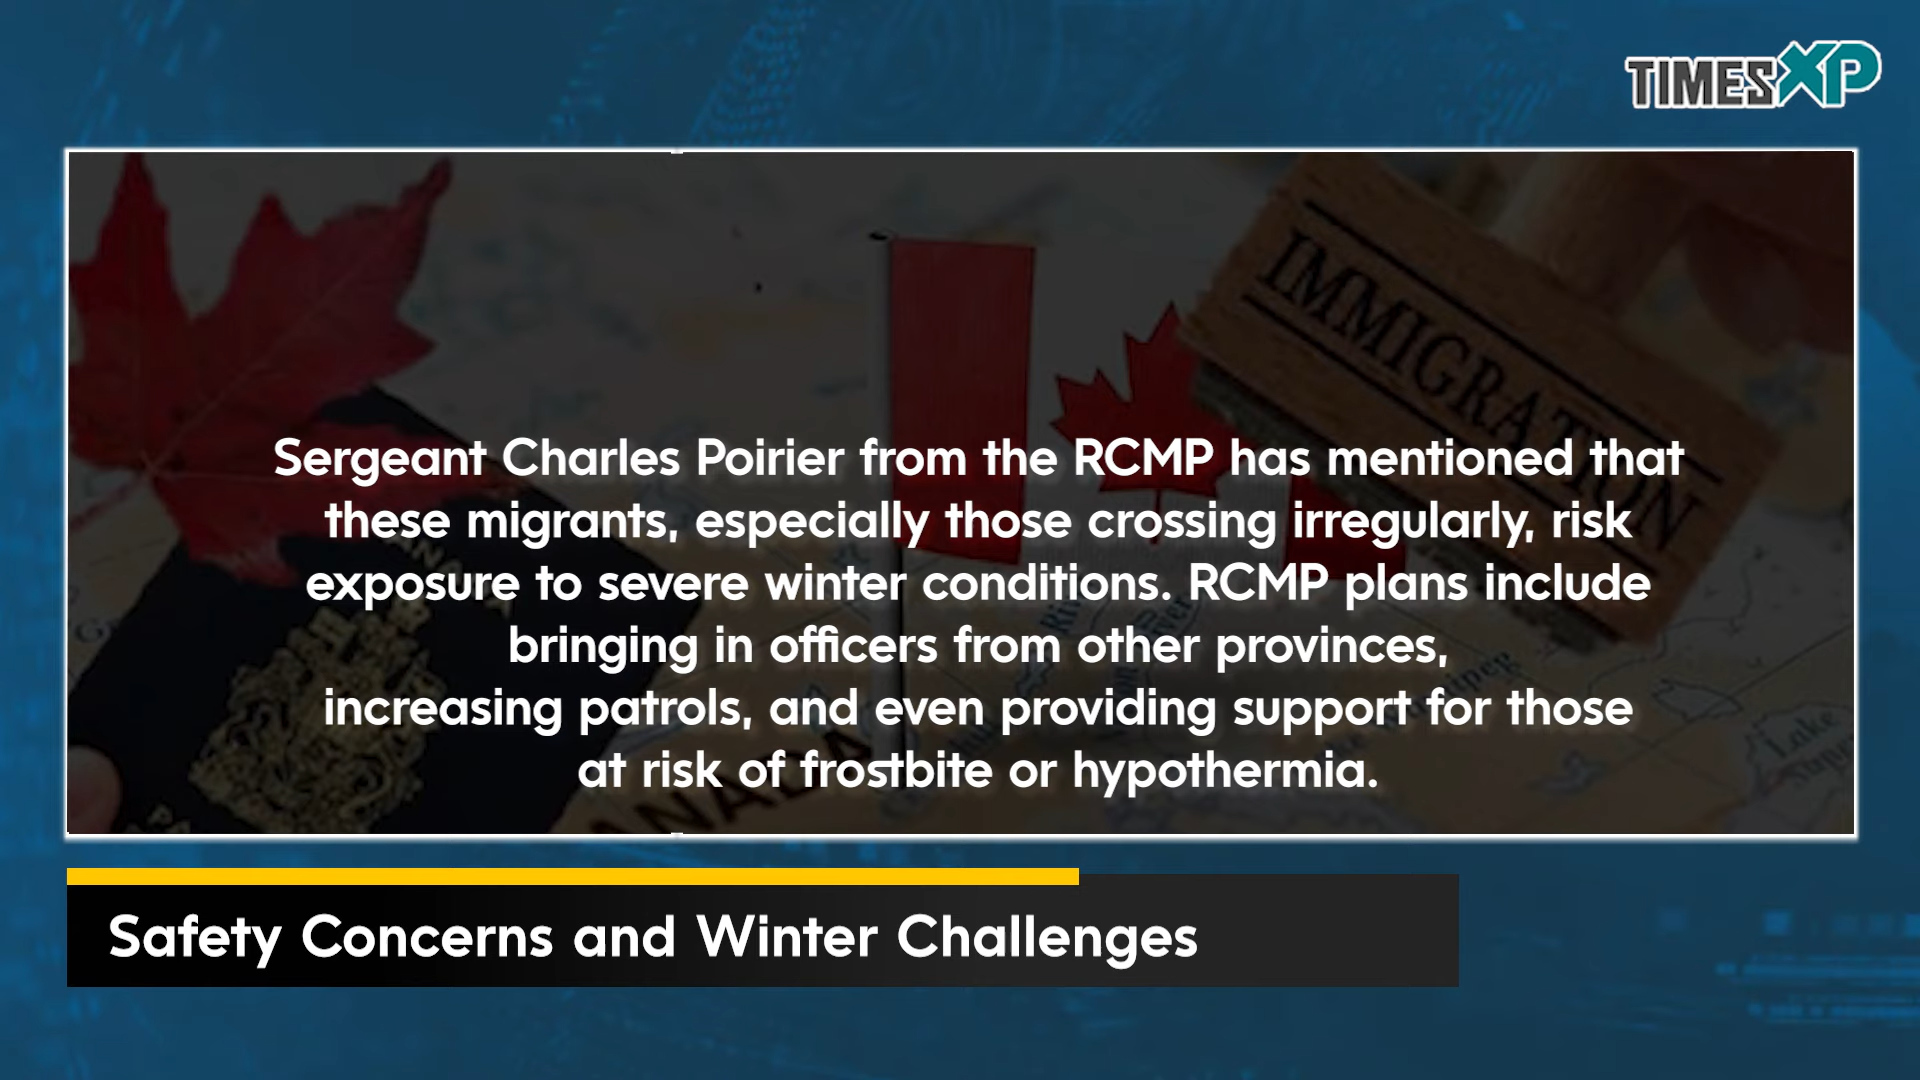 TIMESXP
IMMIGRATION
Sergeant Charles Poirier from the RCMP has mentioned that
these migrants, especially those crossing irregularly, risk
exposure to severe winter conditions. RCMP plans include
bringing in officers from other provinces,
increasing patrols, and even providing support for those
at risk of frostbite or hypothermia.
Safety Concerns and Winter Challenges